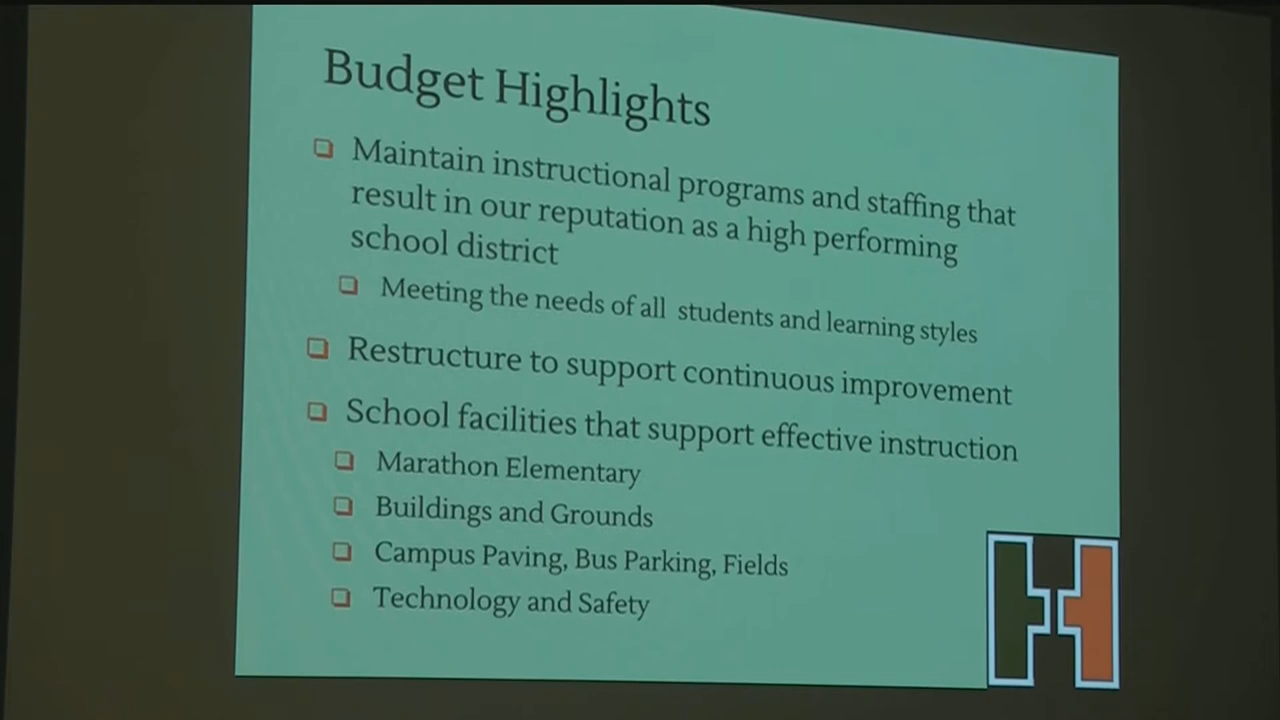 Budget Highlights
Maintain instructional programs and staffing that
result in our reputation as a high performing
school district
Meeting the needs of all students and learning styles
Restructure to support continuous improvement
School facilities that support effective instruction
Marathon Elementary
Buildings and Grounds
Campus Paving, Bus Parking, Fields
Technology and Safety
H